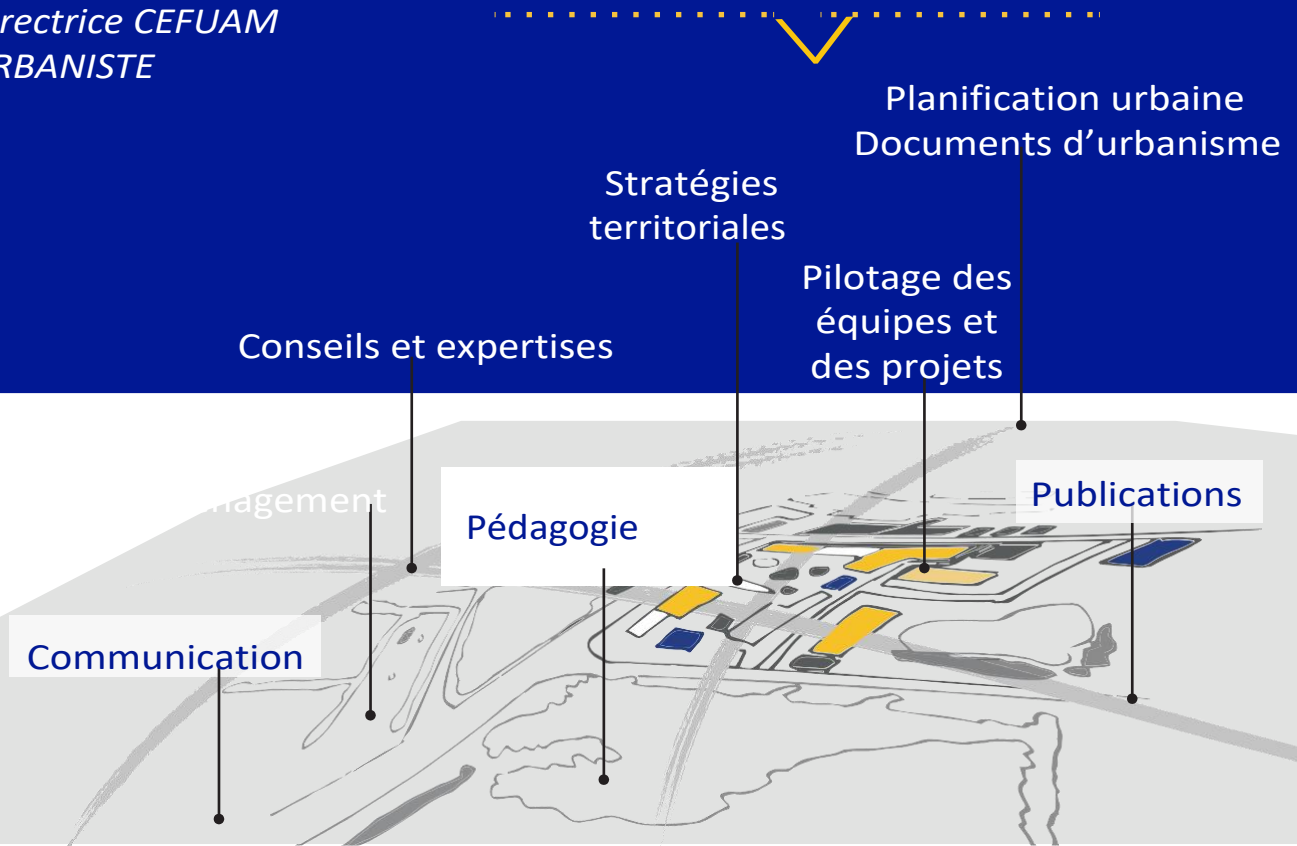 rectrice CEFUAM
RBANISTE
Planification urbaine
Documents d'urbanisme
Stratégies
territoriales
Pilotage des
équipes et
des projets
Conseils et expertises
nagement
Pédagogie
Publications
Communication